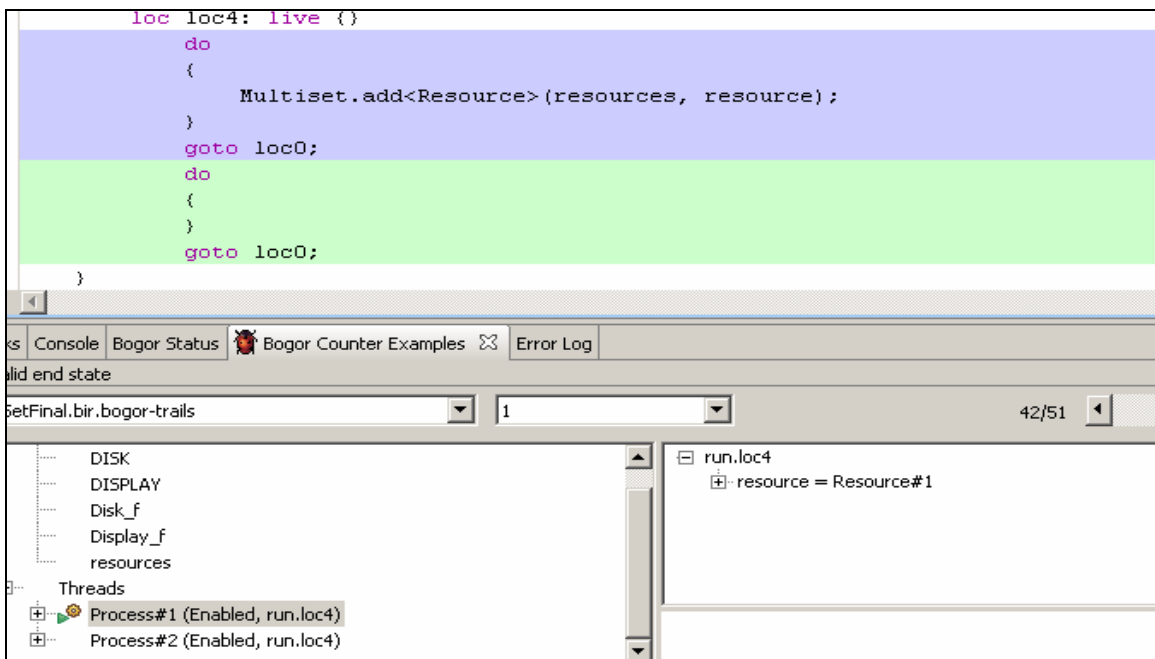 loc loc4: live {}
do
{
Multiset.add<Resource>(resources, resource);
}
goto loc0;
do
{
}
goto loc0;
}
ks Console Bogor Status Bogor Counter Examples Error Log
alid end state
SetFinal.bir.bogor-trails 1 42/51
DISK
DISPLAY
Disk_f
Display_f
resources
Threads
Process#1 (Enabled, run.loc4)
Process#2 (Enabled, run.loc4)
run.loc4
resource = Resource#1